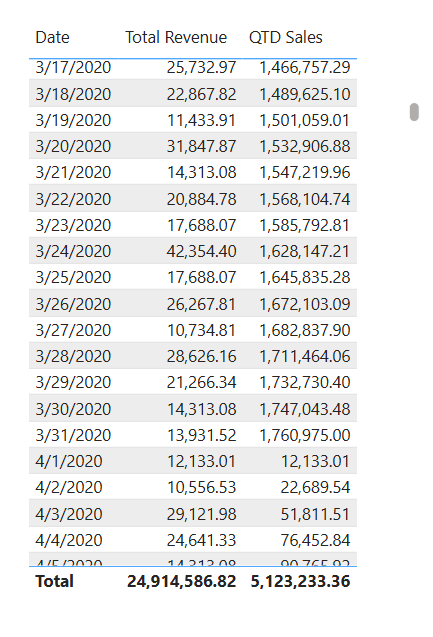 Date Total Revenue QTD Sales
3/17/2020 25,732.97 1,466,757.29
3/18/2020 22,867.82 1,489,625.10
3/19/2020 11,433.91 1,501,059.01
3/20/2020 31,847.87 1,532,906.88
3/21/2020 14,313.08 1,547,219.96
3/22/2020 20,884.78 1,568,104.74
3/23/2020 17,688.07 1,585,792.81
3/24/2020 42,354.40 1,628,147.21
3/25/2020 17,688.07 1,645,835.28
3/26/2020 26,267.81 1,672,103.09
3/27/2020 10,734.81 1,682,837.90
3/28/2020 28,626.16 1,711,464.06
3/29/2020 21,266.34 1,732,730.40
3/30/2020 14,313.08 1,747,043.48
3/31/2020 13,931.52 1,760,975.00
4/1/2020 12,133.01 12,133.01
4/2/2020 10,556.53 22,689.54
4/3/2020 29,121.98 51,811.51
4/4/2020 24,641.33 76,452.84
4/5/2020 14,313.08 90,765.92
Total 24,914,586.82 5,123,233.36